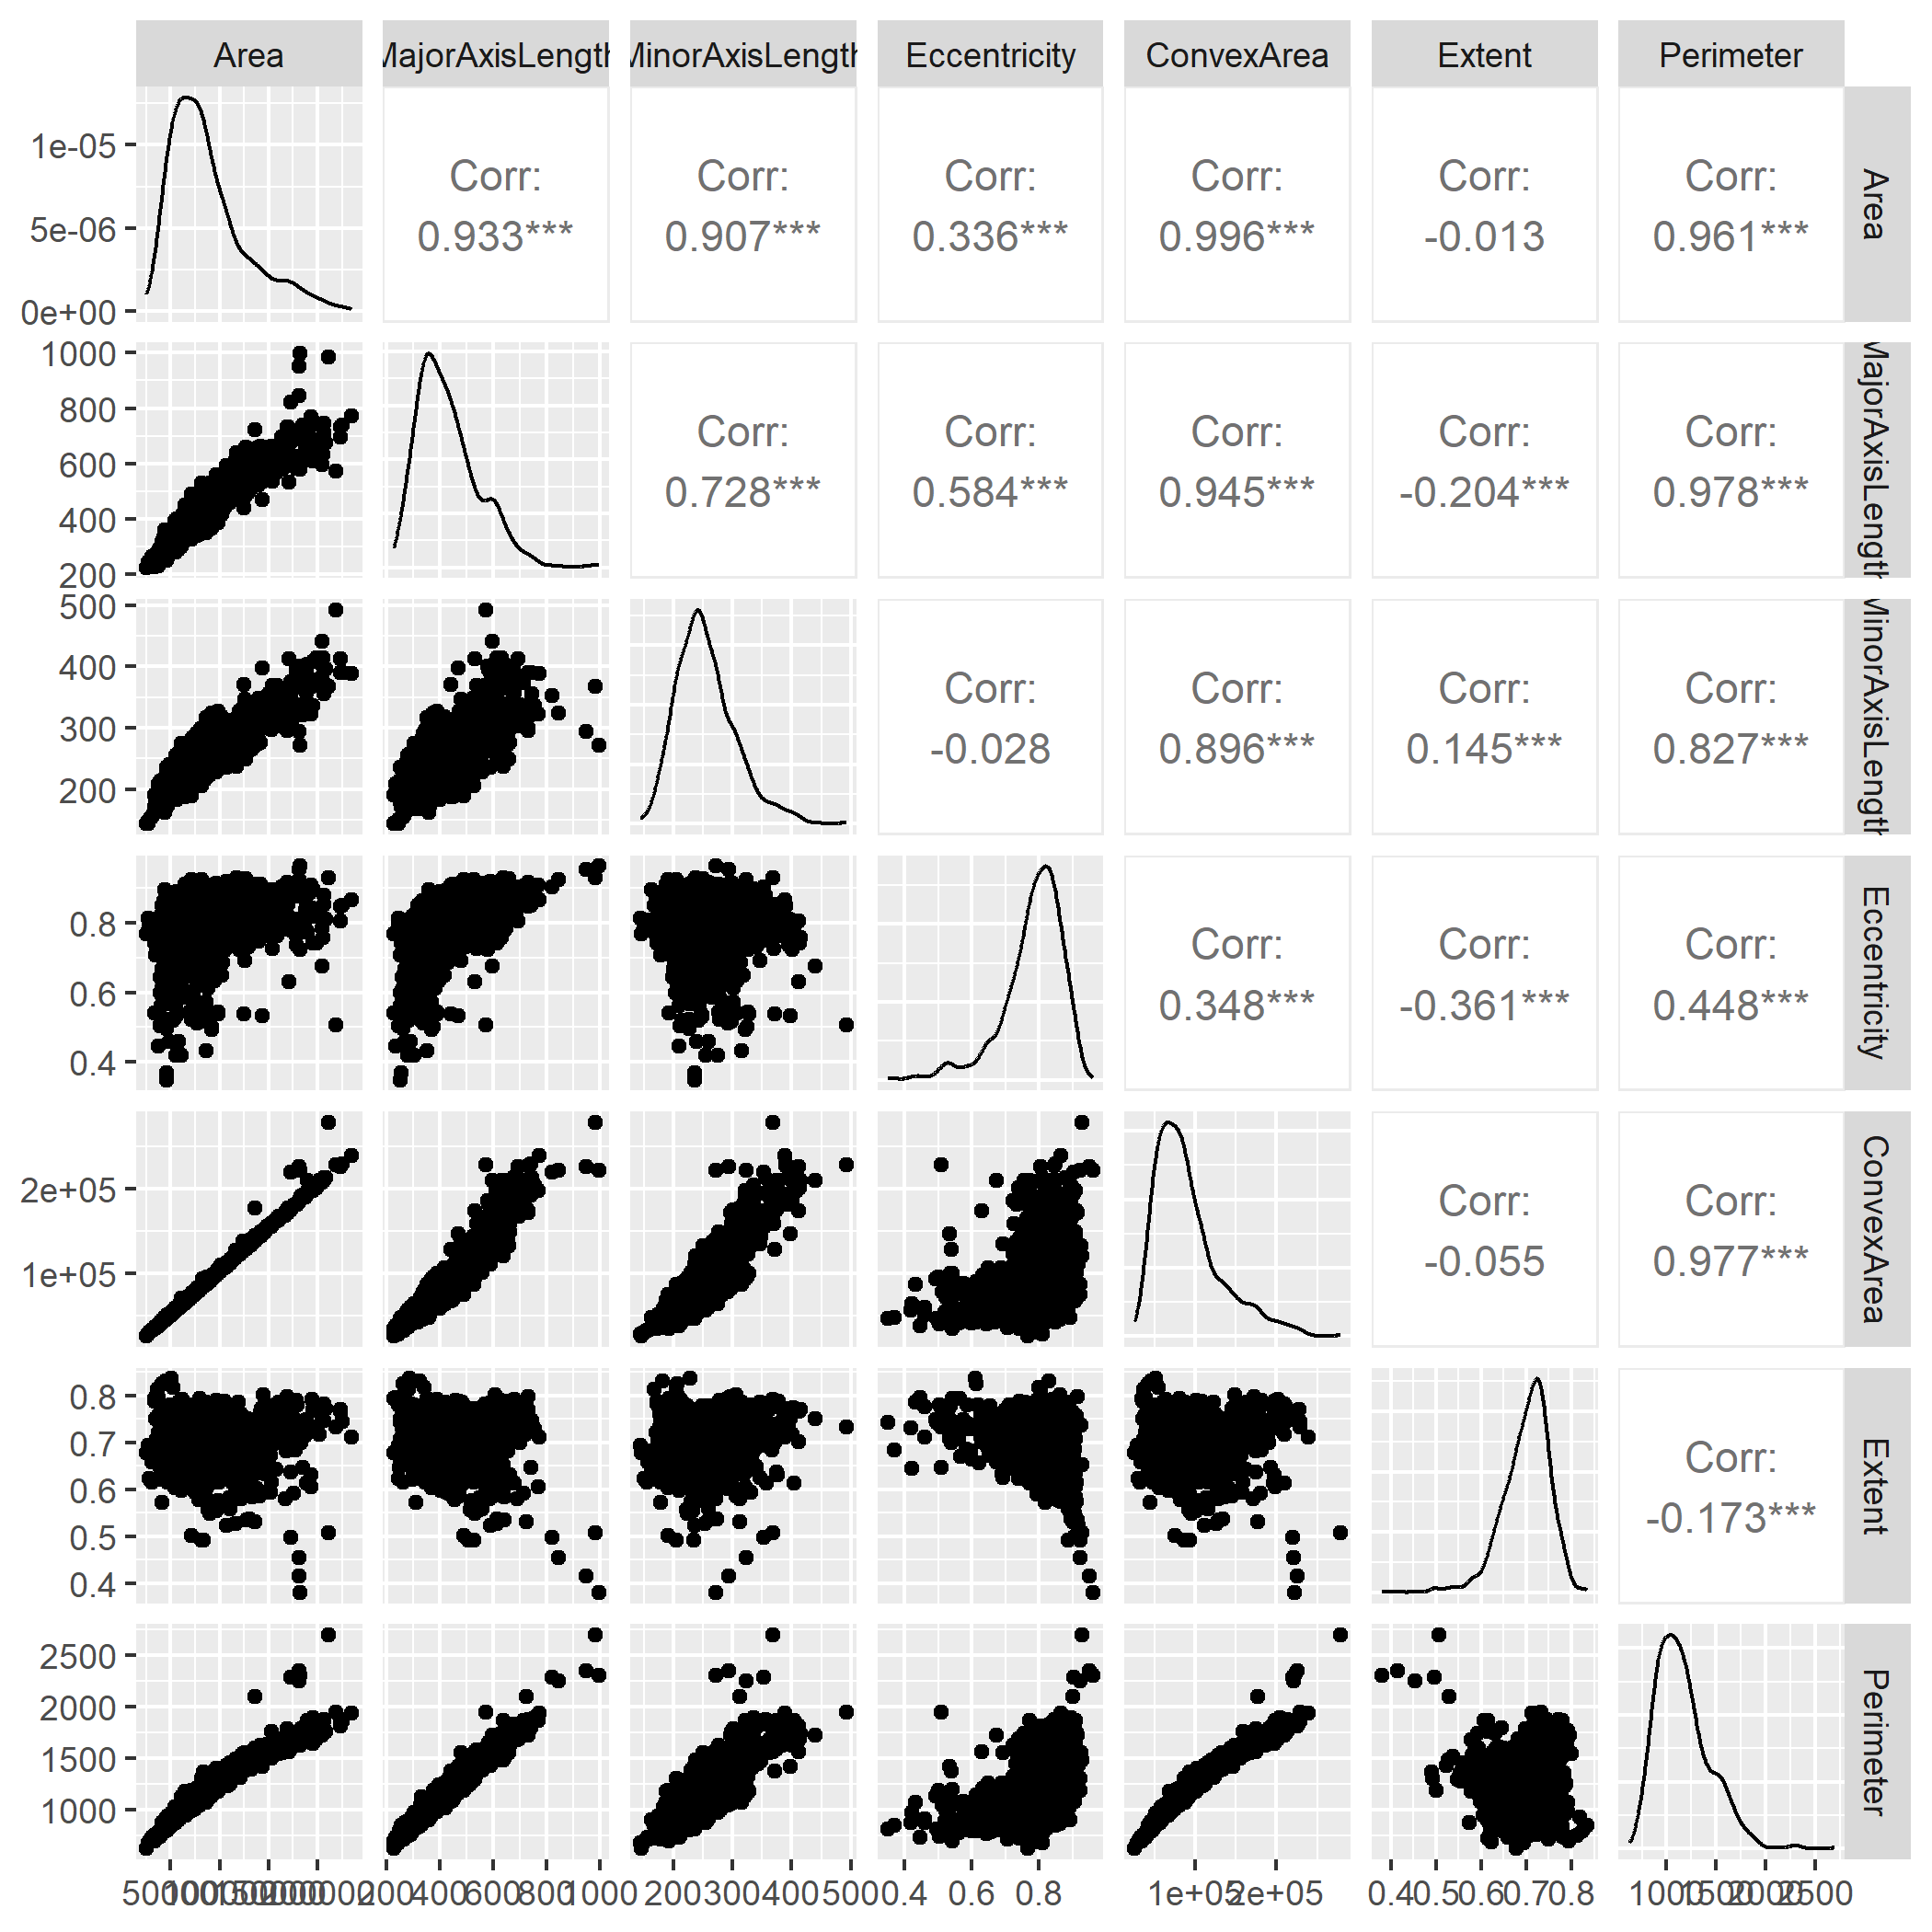 Area MajorAxisLength MinorAxisLength Eccentricity ConvexArea Extent Perimeter
1e-05
5e-06
0e+00
Corr:
0.933***
Corr:
0.907***
Corr:
0.336***
Corr:
0.996***
Corr:
-0.013
Corr:
0.961***
Area
1000
800
600
400
200
Corr:
0.728***
Corr:
0.584***
Corr:
0.945***
Corr:
-0.204***
Corr:
0.978***
MajorAxisLength
500
400
300
200
Corr:
-0.028
Corr:
0.896***
Corr:
0.145***
Corr:
0.827***
MinorAxisLength
0.8
0.6
0.4
Corr:
0.348***
Corr:
-0.361***
Corr:
0.448***
Eccentricity
2e+05
1e+05
Corr:
-0.055
Corr:
0.977***
ConvexArea
0.8
0.7
0.6
0.5
0.4
Corr:
-0.173***
Extent
2500
2000
1500
1000
Perimeter
200 400 600 800 1000
200 300 400 500
0.4 0.6 0.8
1e+05 2e+05
0.4 0.5 0.6 0.7 0.8
1000 1500 2000 2500